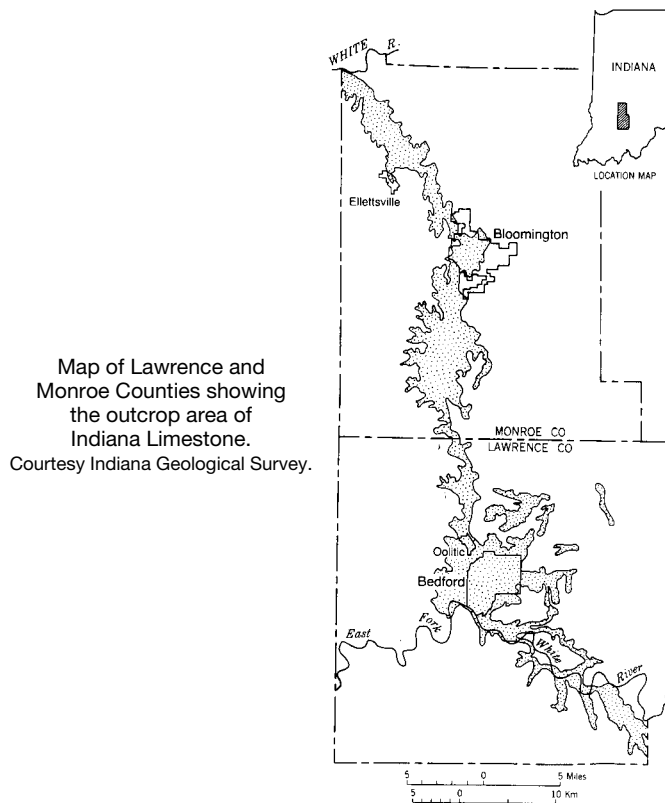 WHITE R.
INDIANA
LOCATION MAP
Ellettsville
Bloomington
Map of Lawrence and
Monroe Counties showing
the outcrop area of
Indiana Limestone.
Courtesy Indiana Geological Survey.
MONROE CO
LAWRENCE CO
Oolitic
Bedford
East Fork White River
5 0 5 Miles
5 0 10 Km